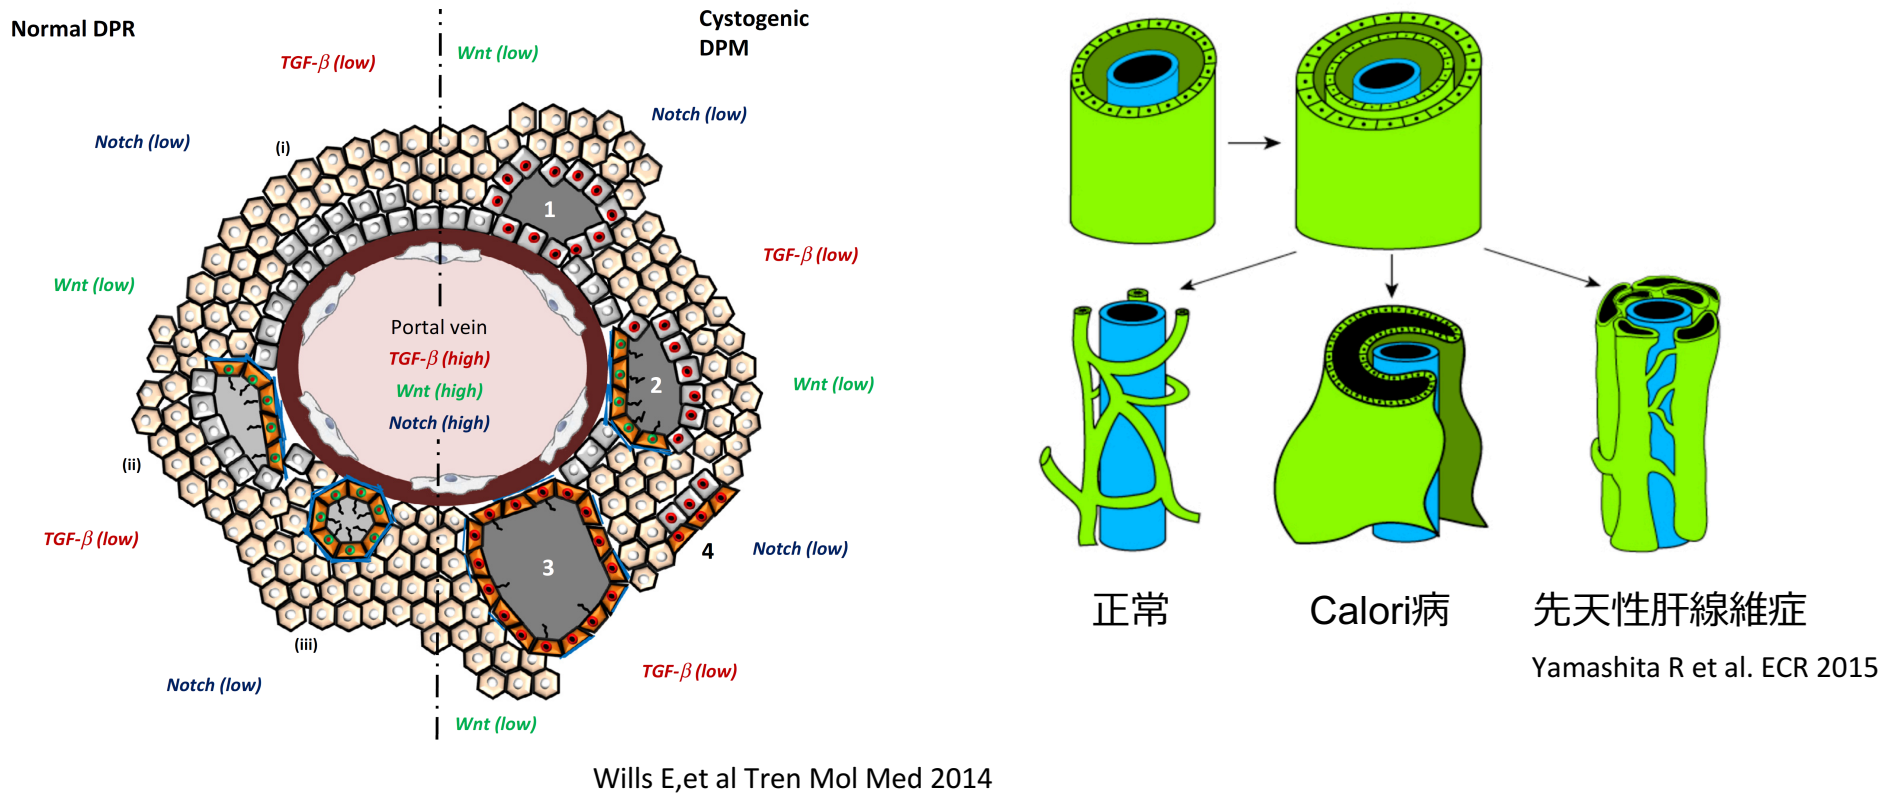 Normal DPR
Cystogenic
DPM
TGF-β (low)
Wnt (low)
Notch (low)
Notch (low)
(i)
1
TGF-β (low)
Wnt (low)
Portal vein
TGF-β (high)
Wnt (high)
Notch (high)
2
Wnt (low)
(ii)
TGF-β (low)
3
4
Notch (low)
(iii)
Notch (low)
TGF-β (low)
Wnt (low)
Wills E,et al Tren Mol Med 2014
正常
Calori病
先天性肝線維症
Yamashita R et al. ECR 2015